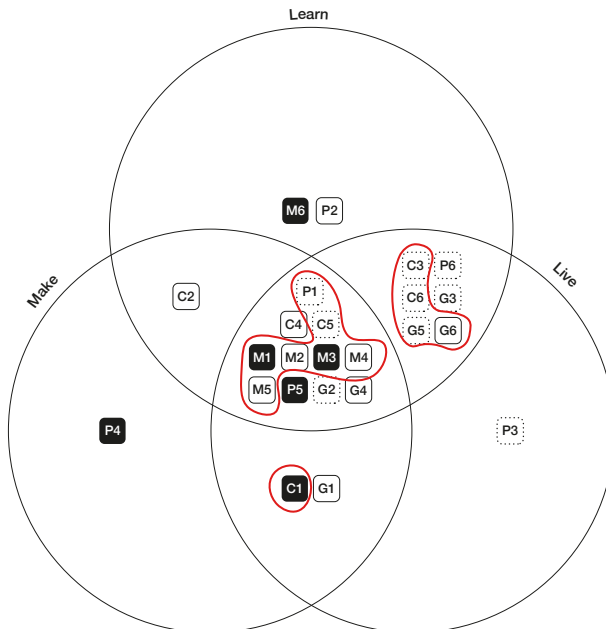 Learn
Make
Live
M6 P2
C3 P6
C2
P1
C6 G3
C4 C5
G5 G6
M1 M2 M3 M4
M5 P5 G2 G4
P4
P3
C1 G1